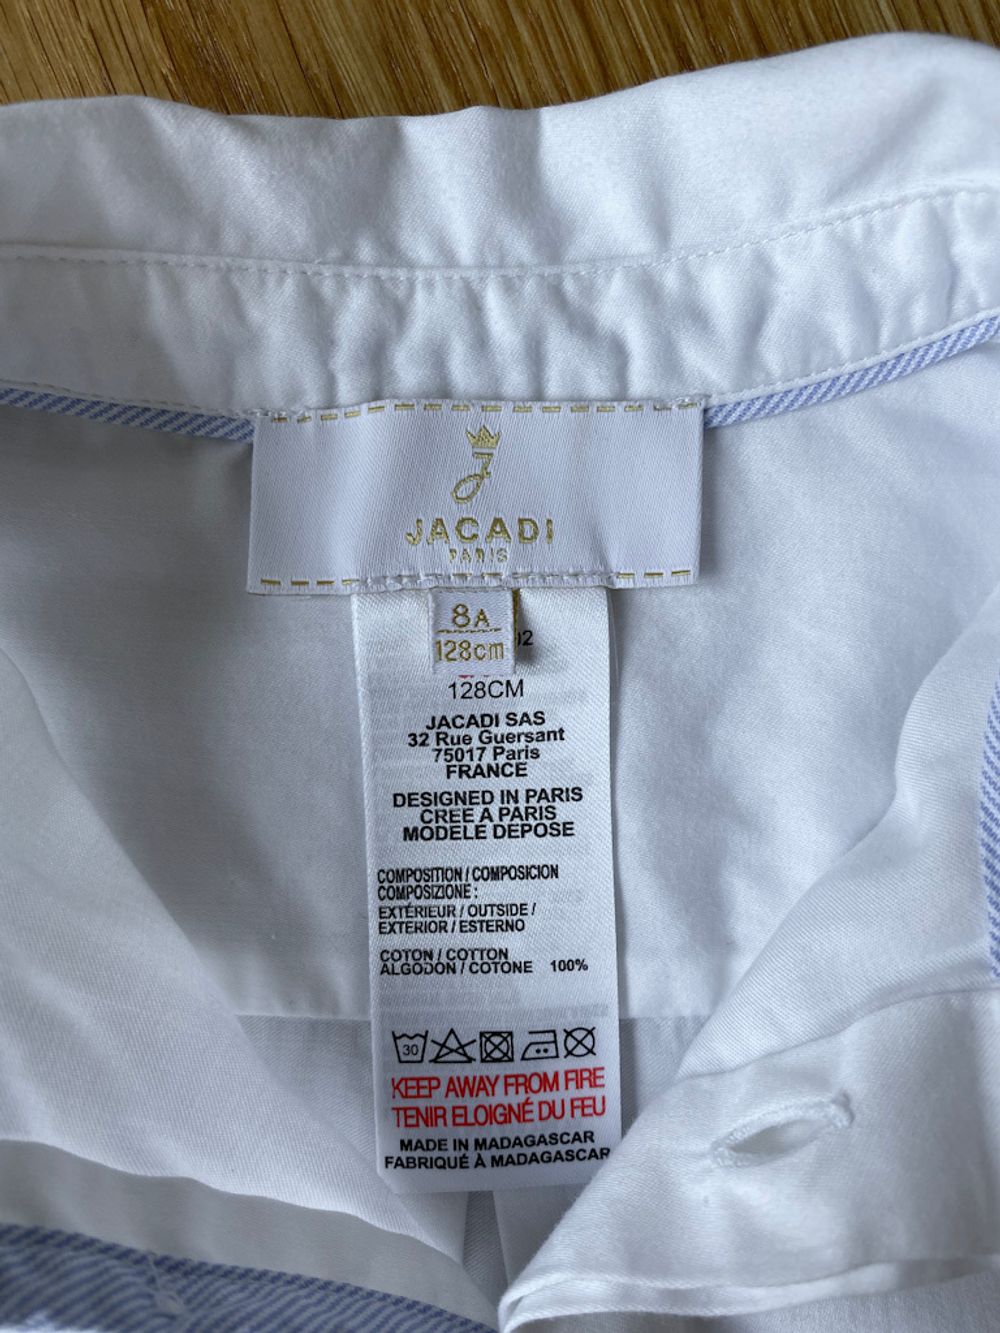 JACADI
PARIS
8A
128cm
02
128CM
JACADI SAS
32 Rue Guersant
75017 Paris
FRANCE
DESIGNED IN PARIS
CREE A PARIS
MODELE DEPOSE
COMPOSITION / COMPOSICION
COMPOSIZIONE :
EXTÉRIEUR / OUTSIDE /
EXTERIOR / ESTERNO
COTON / COTTON
ALGODON / COTONE 100%
30
KEEP AWAY FROM FIRE
TENIR ELOIGNÉ DU FEU
MADE IN MADAGASCAR
FABRIQUÉ À MADAGASCAR